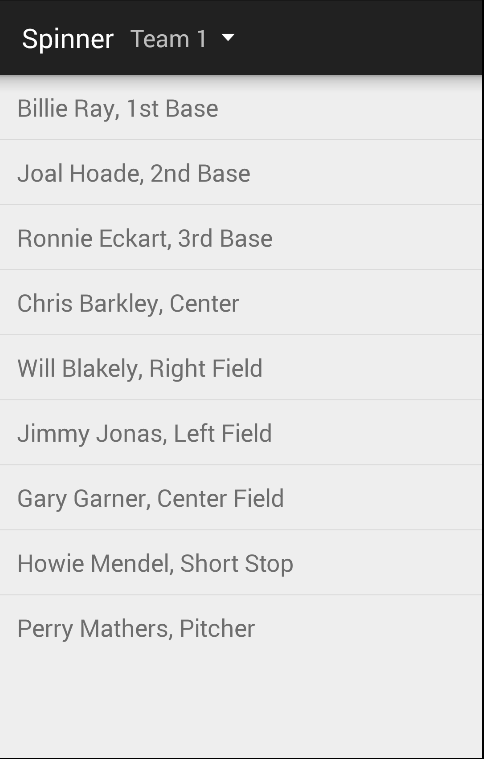 Spinner Team 1
Billie Ray, 1st Base
Joal Hoade, 2nd Base
Ronnie Eckart, 3rd Base
Chris Barkley, Center
Will Blakely, Right Field
Jimmy Jonas, Left Field
Gary Garner, Center Field
Howie Mendel, Short Stop
Perry Mathers, Pitcher